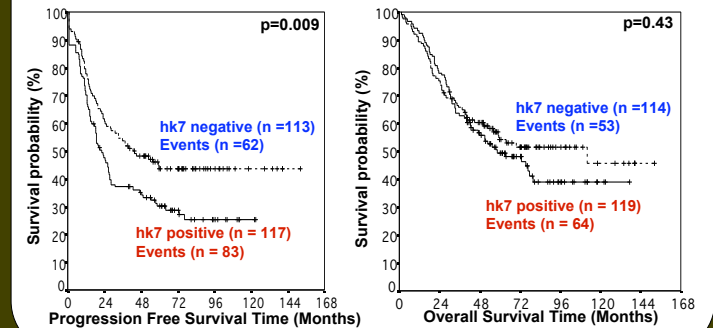 100
90
80
70
60
50
40
30
20
10
0
Survival probability (%)
p=0.009
hk7 negative (n =113)
Events (n =62)
hk7 positive (n = 117)
Events (n = 83)
0 24 48 72 96 120 144 168
Progression Free Survival Time (Months)
100
90
80
70
60
50
40
30
20
10
0
Survival probability (%)
p=0.43
hk7 negative (n =114)
Events (n =53)
hk7 positive (n = 119)
Events (n = 64)
0 24 48 72 96 120 144 168
Overall Survival Time (Months)